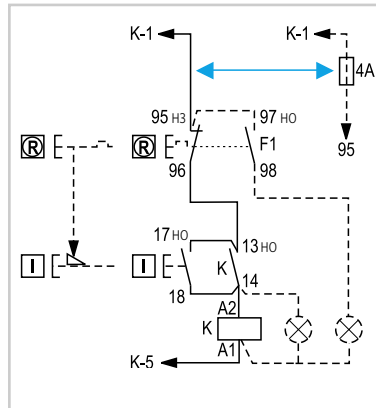 K-1 K-1
4A
95 НЗ 97 НО 95
Ⓡ Ⓡ F1
96 98
17 НО 13 НО
I I K
18 14
A2
K
A1
K-5